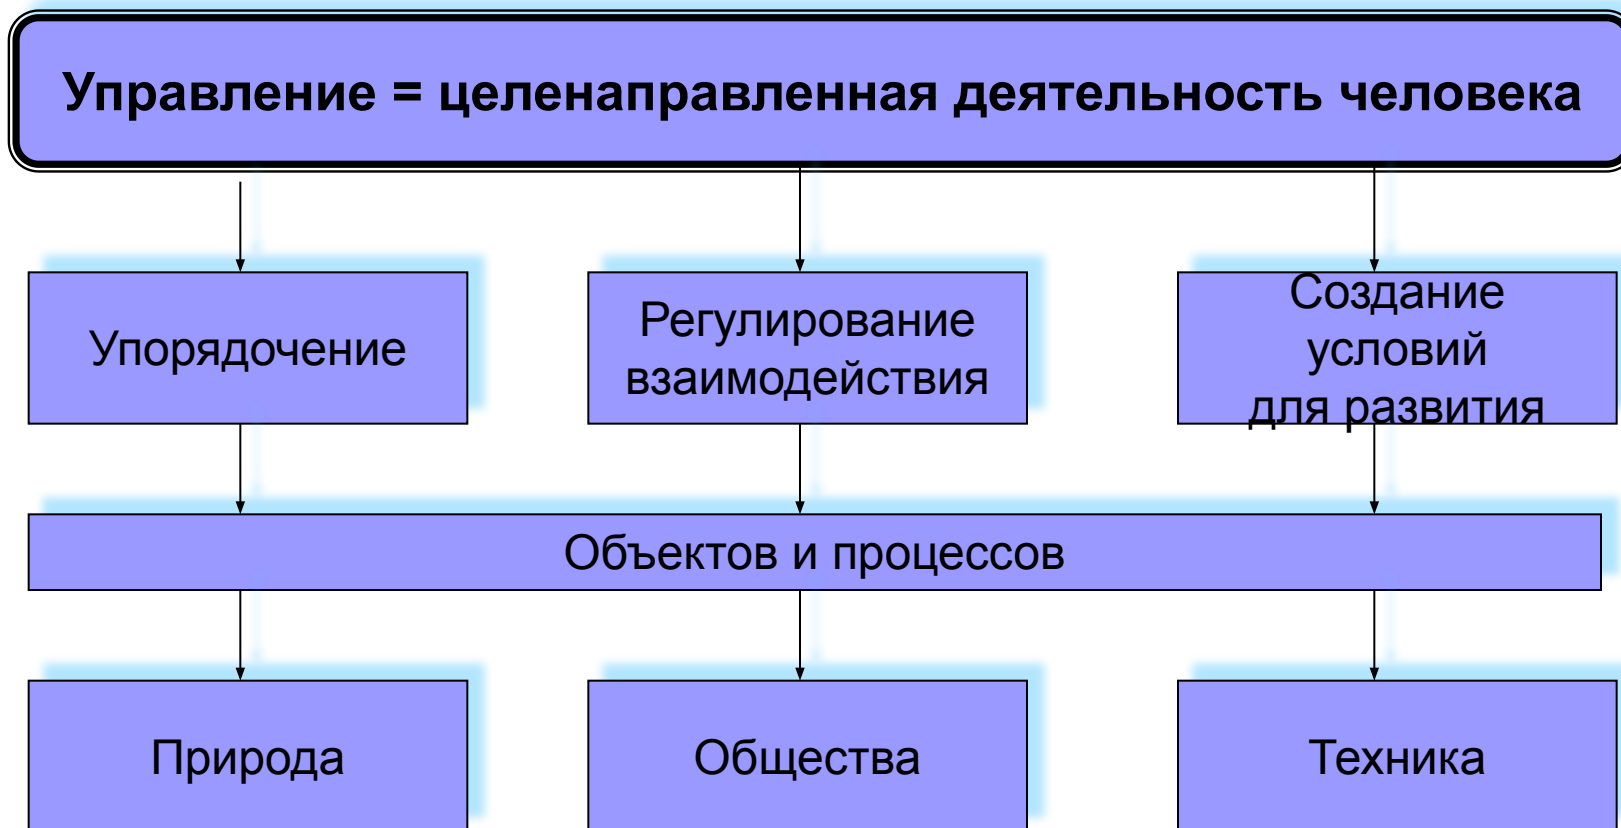 Управление = целенаправленная деятельность человека
Упорядочение
Регулирование
взаимодействия
Создание
условий
для развития
Объектов и процессов
Природа
Общества
Техника